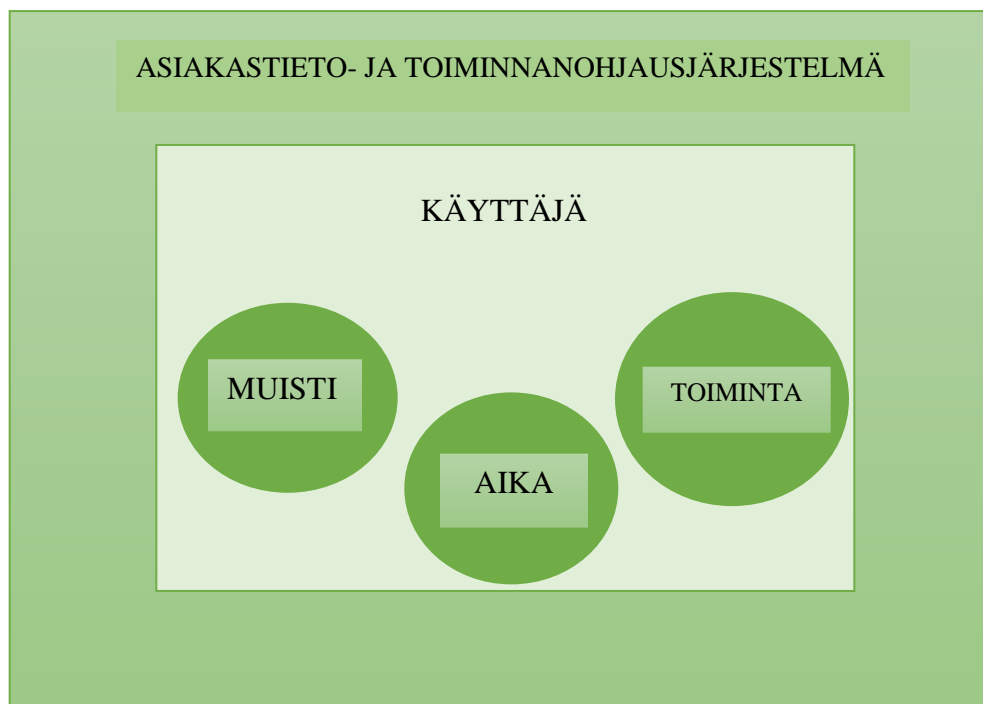 ASIAKASTIETO- JA TOIMINNANOHJAUSJÄRJESTELMÄ
KÄYTTÄJÄ
MUISTI
AIKA
TOIMINTA